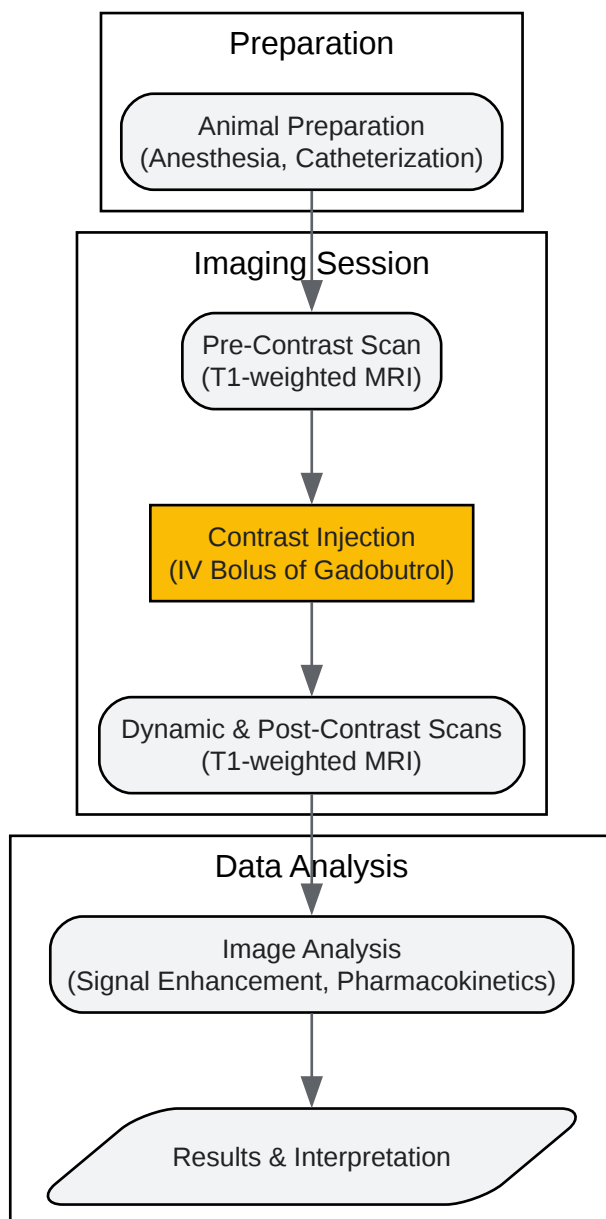 Preparation
Animal Preparation
(Anesthesia, Catheterization)
Imaging Session
Pre-Contrast Scan
(T1-weighted MRI)
Contrast Injection
(IV Bolus of Gadobutrol)
Dynamic & Post-Contrast Scans
(T1-weighted MRI)
Data Analysis
Image Analysis
(Signal Enhancement, Pharmacokinetics)
Results & Interpretation